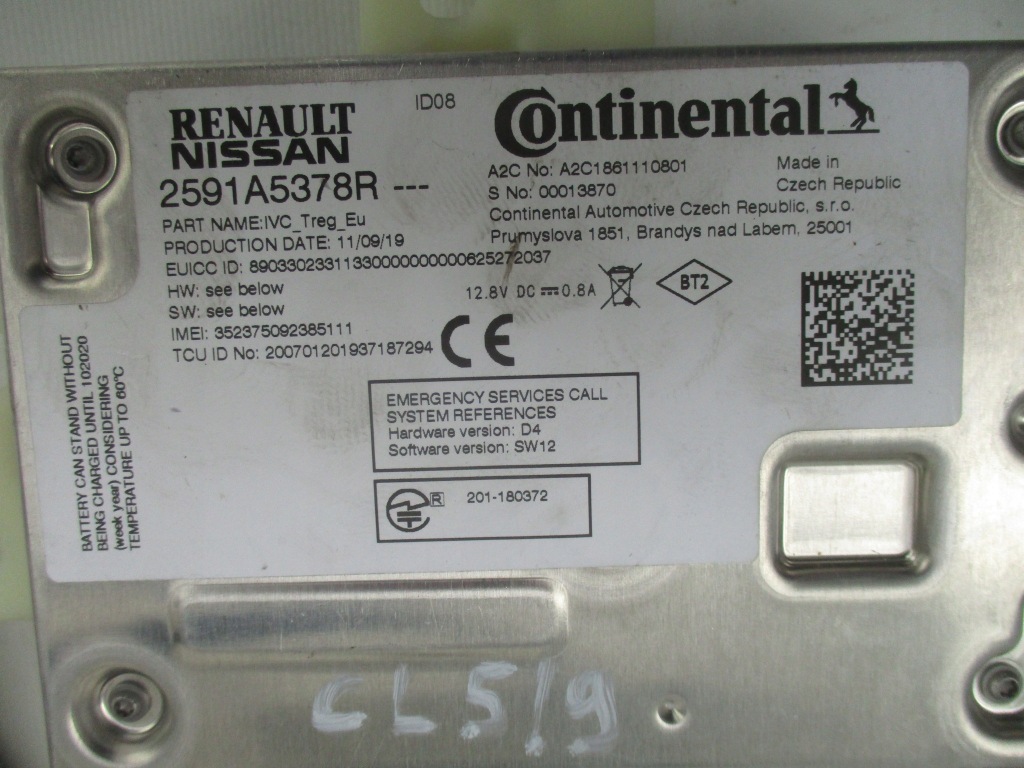 RENAULT
NISSAN
ID08
Continental
2591A5378R ---
A2C No: A2C1861110801
S No: 00013870
Made in
Czech Republic
Continental Automotive Czech Republic, s.r.o.
Prumyslova 1851, Brandys nad Labem, 25001
PART NAME:IVC_Treg_Eu
PRODUCTION DATE: 11/09/19
EUICC ID: 89033023311330000000000625272037
HW: see below
SW: see below
IMEI: 352375092385111
TCU ID No: 200701201937187294
12.8V DC ⎓ 0.8A
BT2
CE
BATTERY CAN STAND WITHOUT
BEING CHARGED UNTIL 102020
(week year) CONSIDERING
TEMPERATURE UP TO 60°C
EMERGENCY SERVICES CALL
SYSTEM REFERENCES
Hardware version: D4
Software version: SW12
R 201-180372
CL5/9